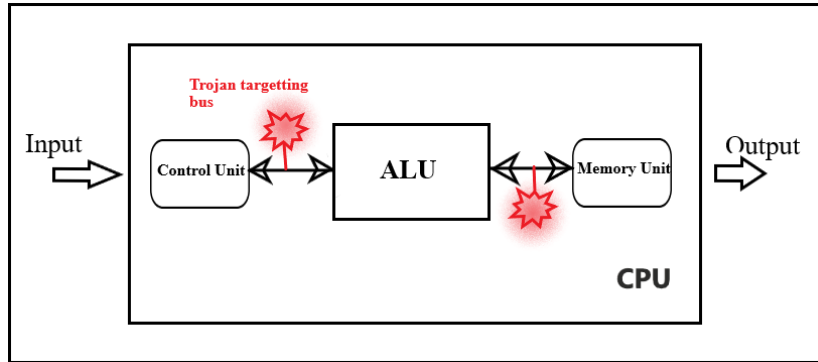 Trojan targetting
bus
Input
Control Unit
ALU
Memory Unit
Output
CPU